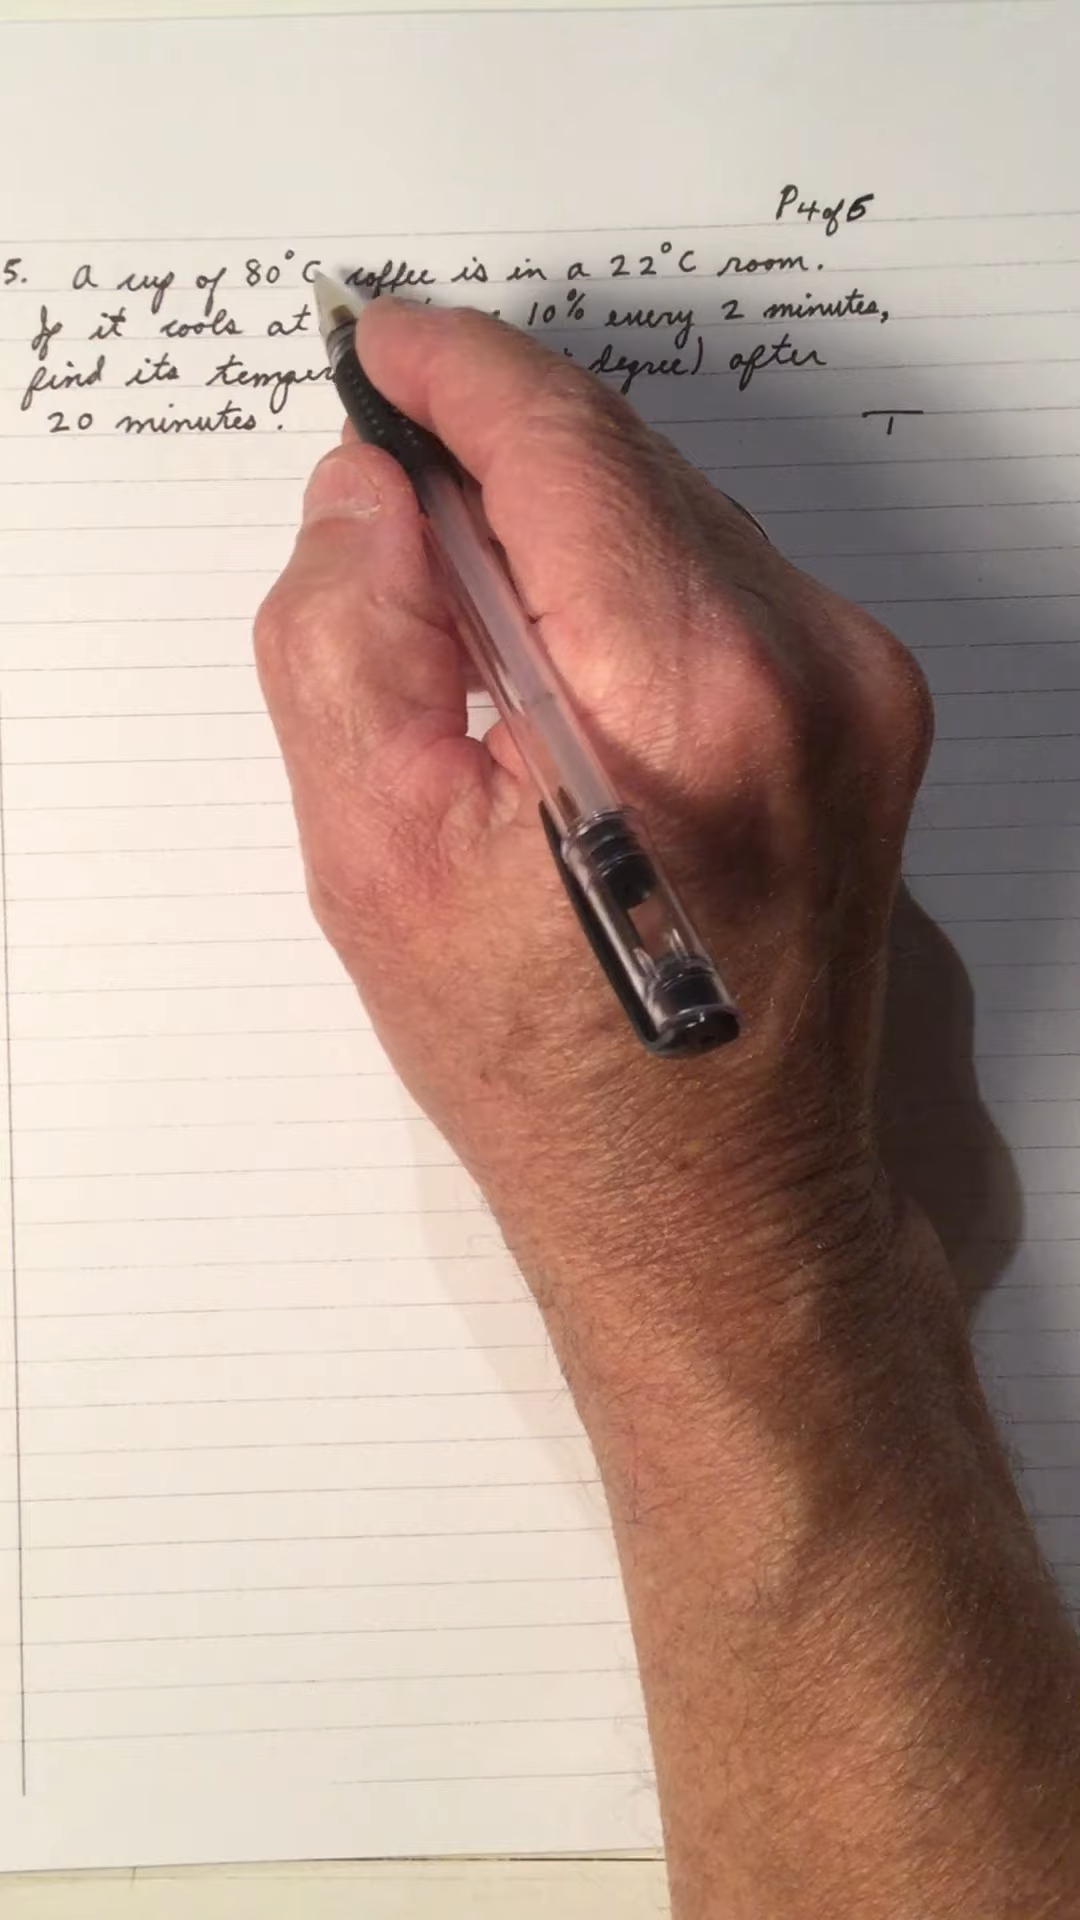 P4of5
5. A cup of 80°C coffee is in a 22°C room.
If it cools at 10% every 2 minutes,
find its temper degree) after
20 minutes.